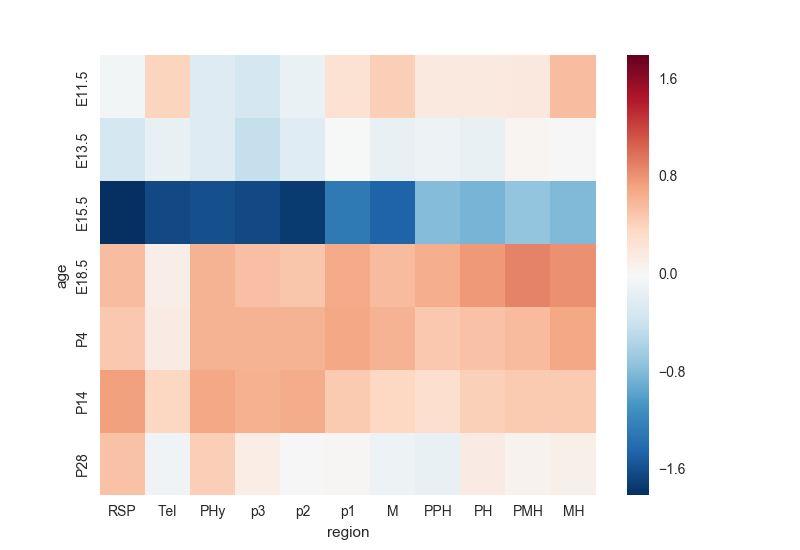 E11.5
E13.5
E15.5
E18.5
P4
P14
P28
age
RSP Tel PHy p3 p2 p1 M PPH PH PMH MH
region
1.6
0.8
0.0
−0.8
−1.6